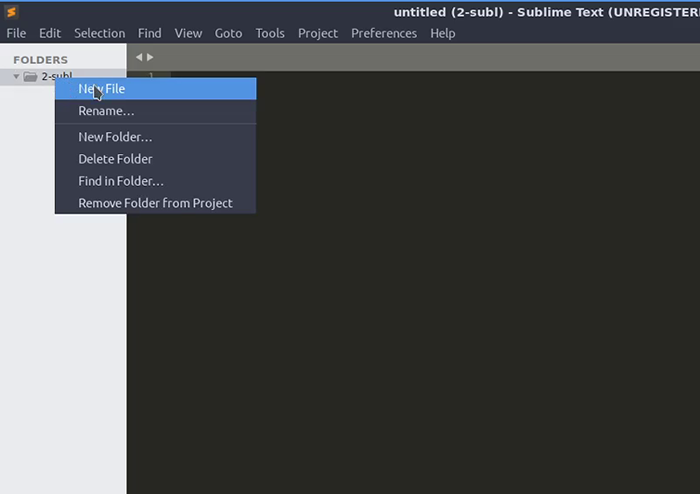 untitled (2-subl) - Sublime Text (UNREGISTER
File Edit Selection Find View Goto Tools Project Preferences Help
FOLDERS
2-subl
1
New File
Rename...
New Folder...
Delete Folder
Find in Folder...
Remove Folder from Project